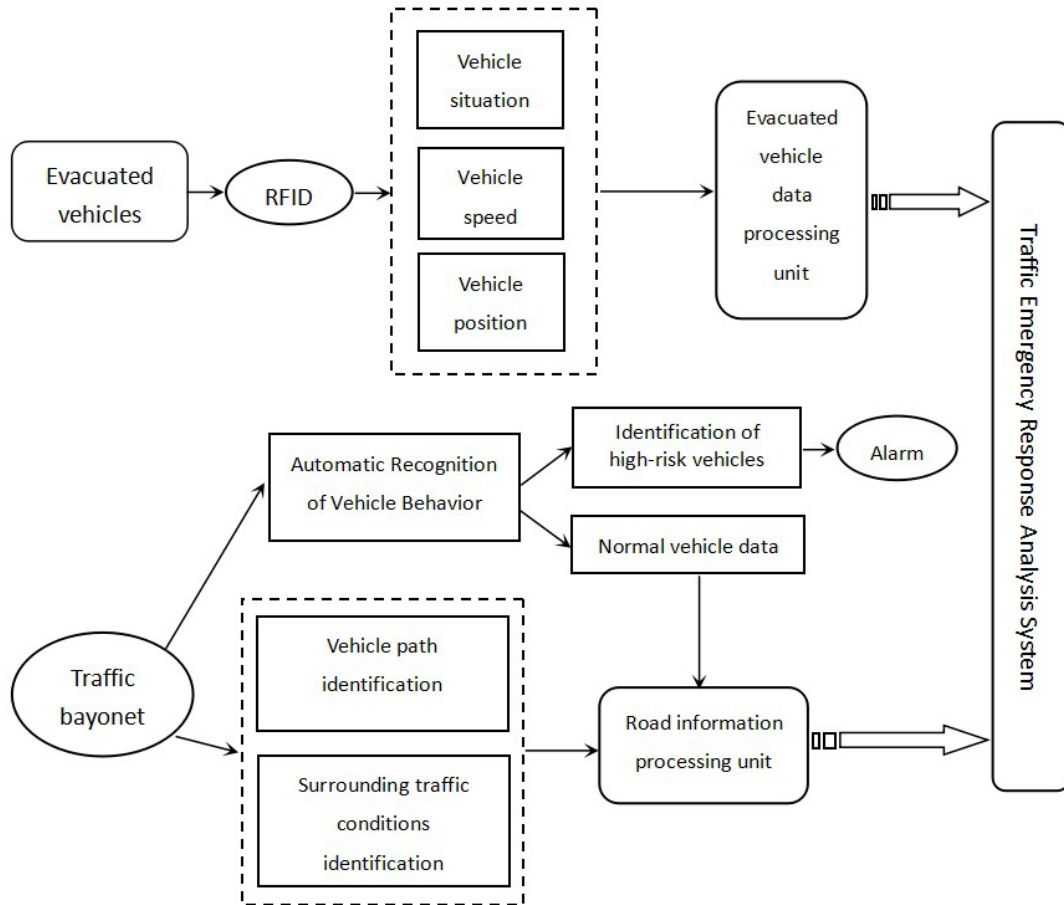 Evacuated
vehicles
RFID
Vehicle
situation
Vehicle
speed
Vehicle
position
Evacuated
vehicle
data
processing
unit
Traffic Emergency Response Analysis System
Automatic Recognition
of Vehicle Behavior
Identification of
high-risk vehicles
Alarm
Normal vehicle data
Traffic
bayonet
Vehicle path
identification
Surrounding traffic
conditions
identification
Road information
processing unit